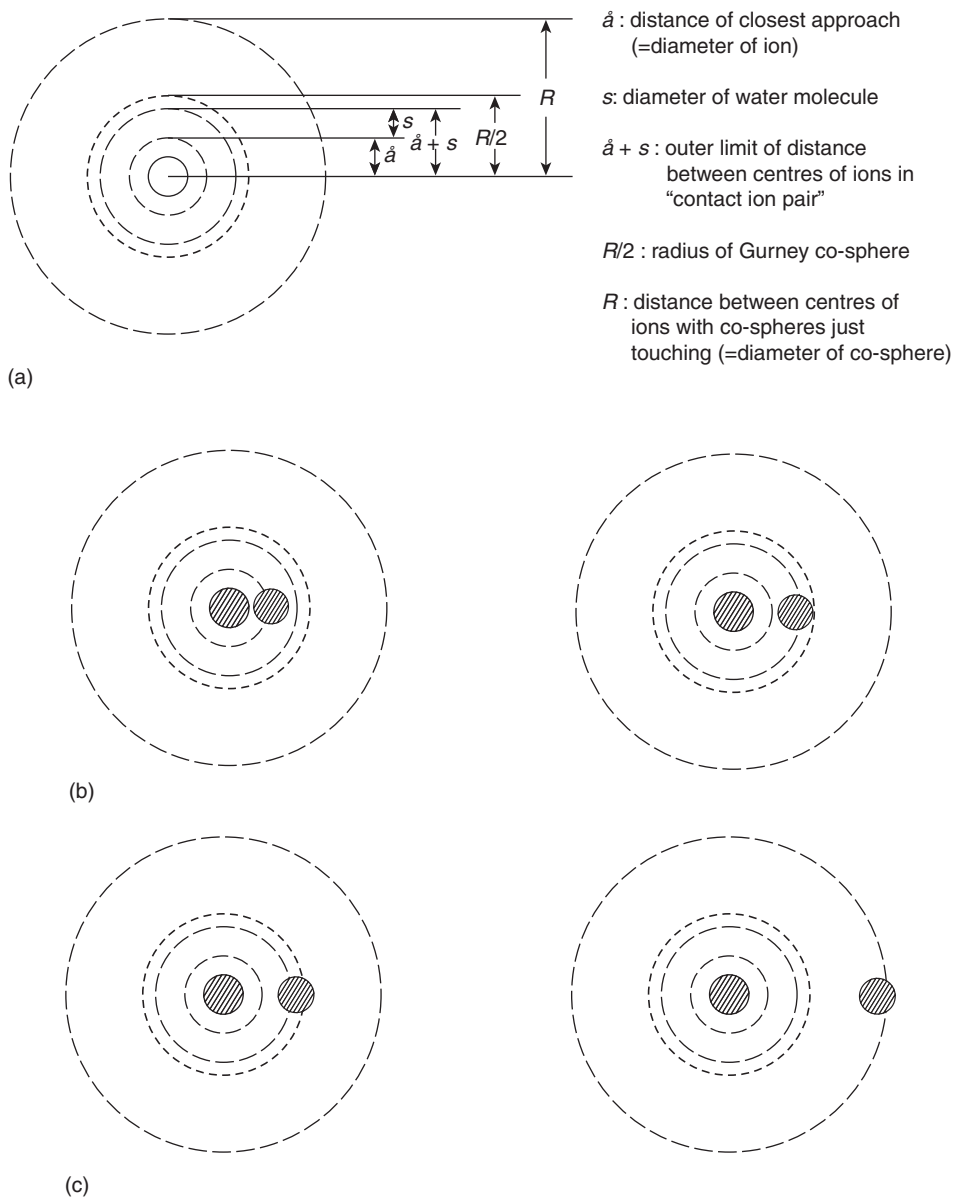 R
s
å
å + s
R/2
å : distance of closest approach
(=diameter of ion)
s: diameter of water molecule
å + s : outer limit of distance
between centres of ions in
“contact ion pair”
R/2 : radius of Gurney co-sphere
R : distance between centres of
ions with co-spheres just
touching (=diameter of co-sphere)
(a)
(b)
(c)